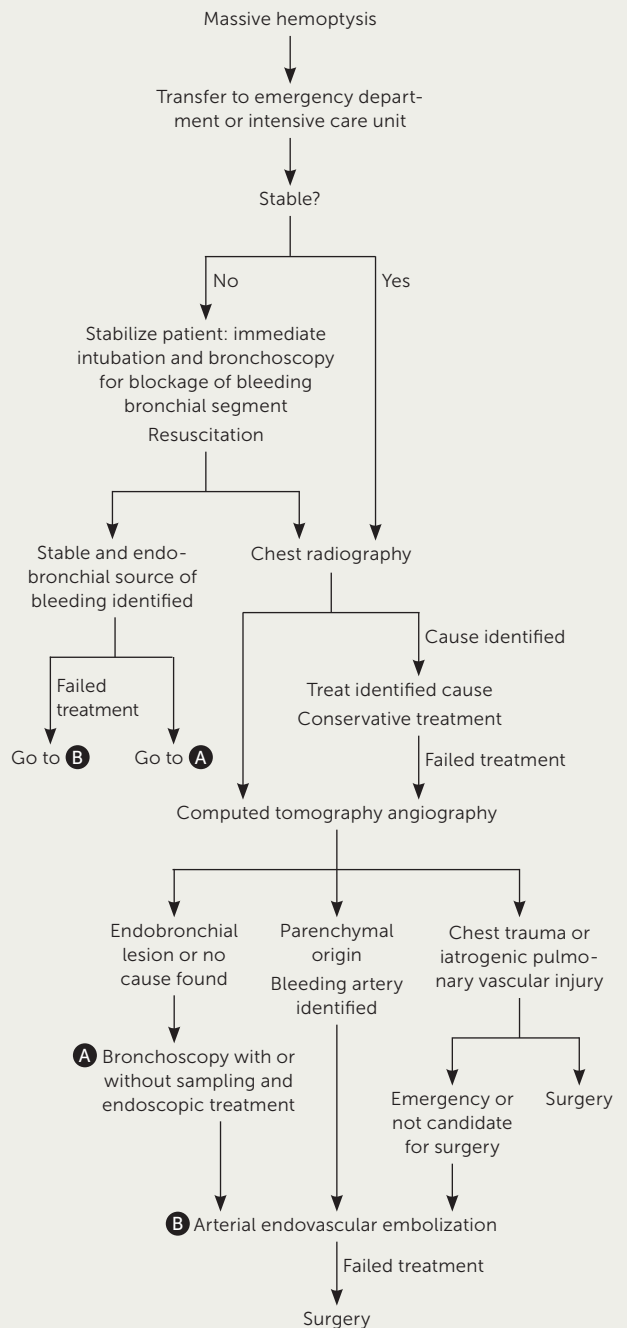 Massive hemoptysis
Transfer to emergency depart-
ment or intensive care unit
Stable?
No
Yes
Stabilize patient: immediate
intubation and bronchoscopy
for blockage of bleeding
bronchial segment
Resuscitation
Stable and endo-
bronchial source of
bleeding identified
Chest radiography
Cause identified
Failed
treatment
Treat identified cause
Conservative treatment
Go to B
Go to A
Failed treatment
Computed tomography angiography
Endobronchial
lesion or no
cause found
Parenchymal
origin
Bleeding artery
identified
Chest trauma or
iatrogenic pulmo-
nary vascular injury
A Bronchoscopy with or
without sampling and
endoscopic treatment
Emergency or
not candidate
for surgery
Surgery
B Arterial endovascular embolization
Failed treatment
Surgery